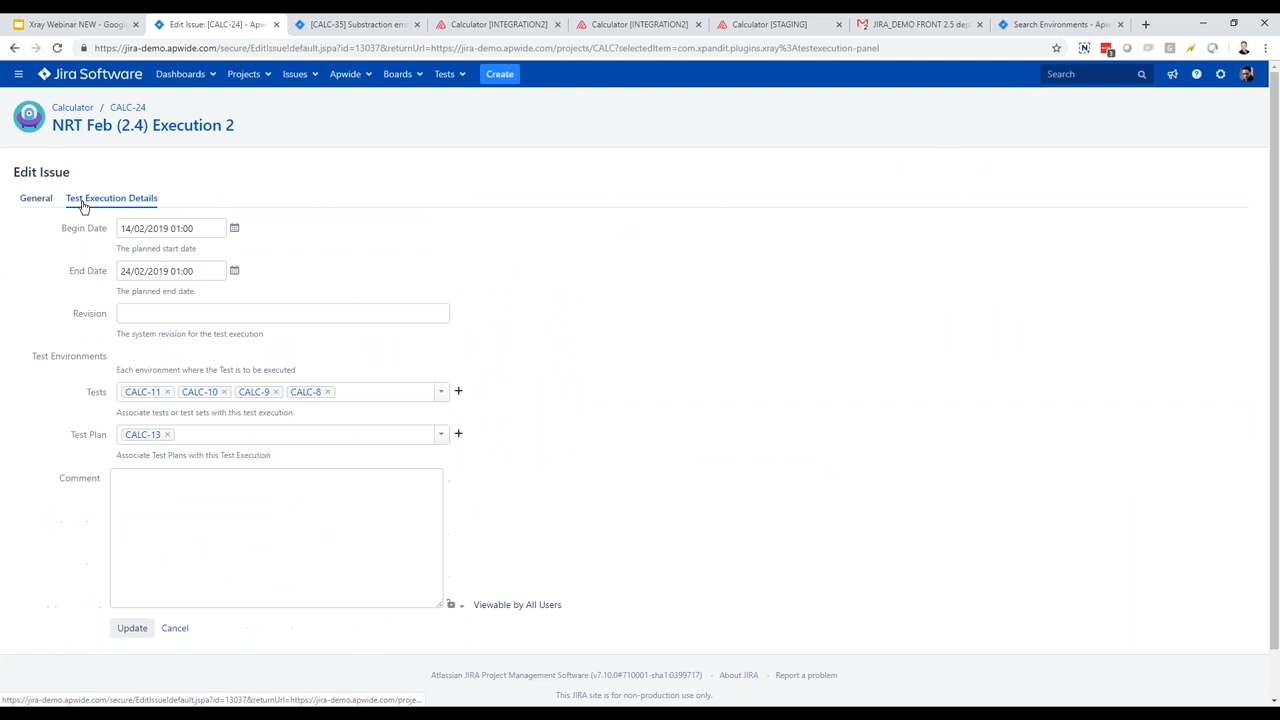 Xray Webinar NEW - Googl
Edit Issue: [CALC-24] - Apw
[CALC-35] Substraction erro
Calculator [INTEGRATION2]
Calculator [INTEGRATION2]
Calculator [STAGING]
JIRA_DEMO FRONT 2.5 dep
Search Environments - Apw
https://jira-demo.apwide.com/secure/EditIssue!default.jspa?id=13037&returnUrl=https://jira-demo.apwide.com/projects/CALC?selectedItem=com.xpandit.plugins.xray%3Atestexecution-panel
Jira Software
Dashboards
Projects
Issues
Apwide
Boards
Tests
Create
Search
Calculator / CALC-24
NRT Feb (2.4) Execution 2
Edit Issue
General
Test Execution Details
Begin Date 14/02/2019 01:00
The planned start date
End Date 24/02/2019 01:00
The planned end date
Revision
The system revision for the test execution
Test Environments
Each environment where the Test is to be executed
Tests CALC-11 CALC-10 CALC-9 CALC-8
Associate tests or test sets with this test execution
Test Plan CALC-13
Associate Test Plans with this Test Execution
Comment
Viewable by All Users
Update Cancel
Atlassian JIRA Project Management Software (v7.10.0#710001-sha1:0399717) · About JIRA · Report a problem
This JIRA site is for non-production use only.
https://jira-demo.apwide.com/secure/EditIssue!default.jspa?id=13037&returnUrl=https://jira-demo.apwide.com/proje...